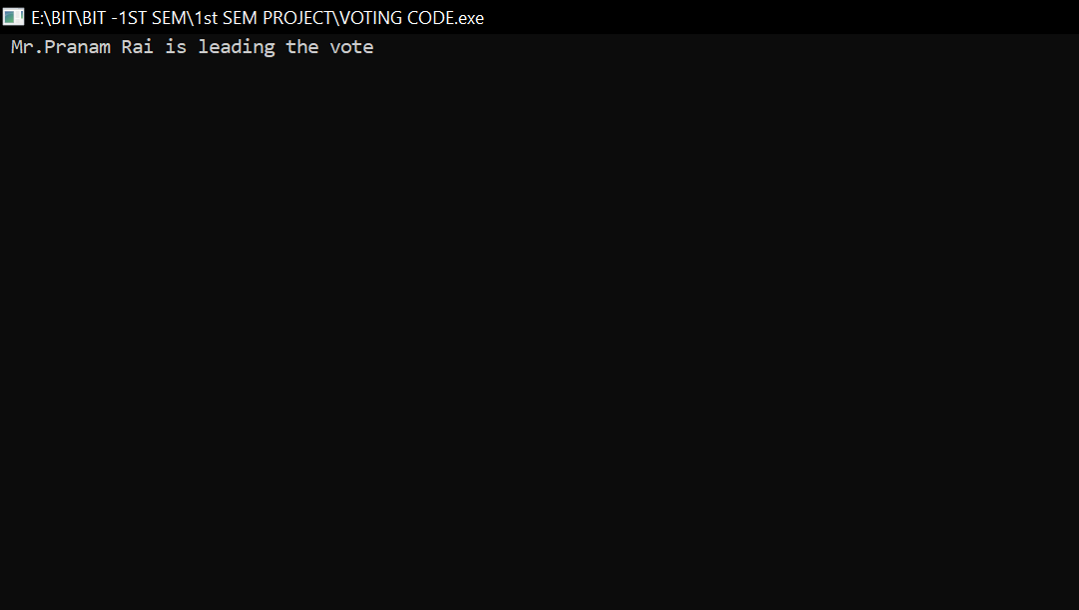 E:\BIT\BIT -1ST SEM\1st SEM PROJECT\VOTING CODE.exe
Mr.Pranam Rai is leading the vote